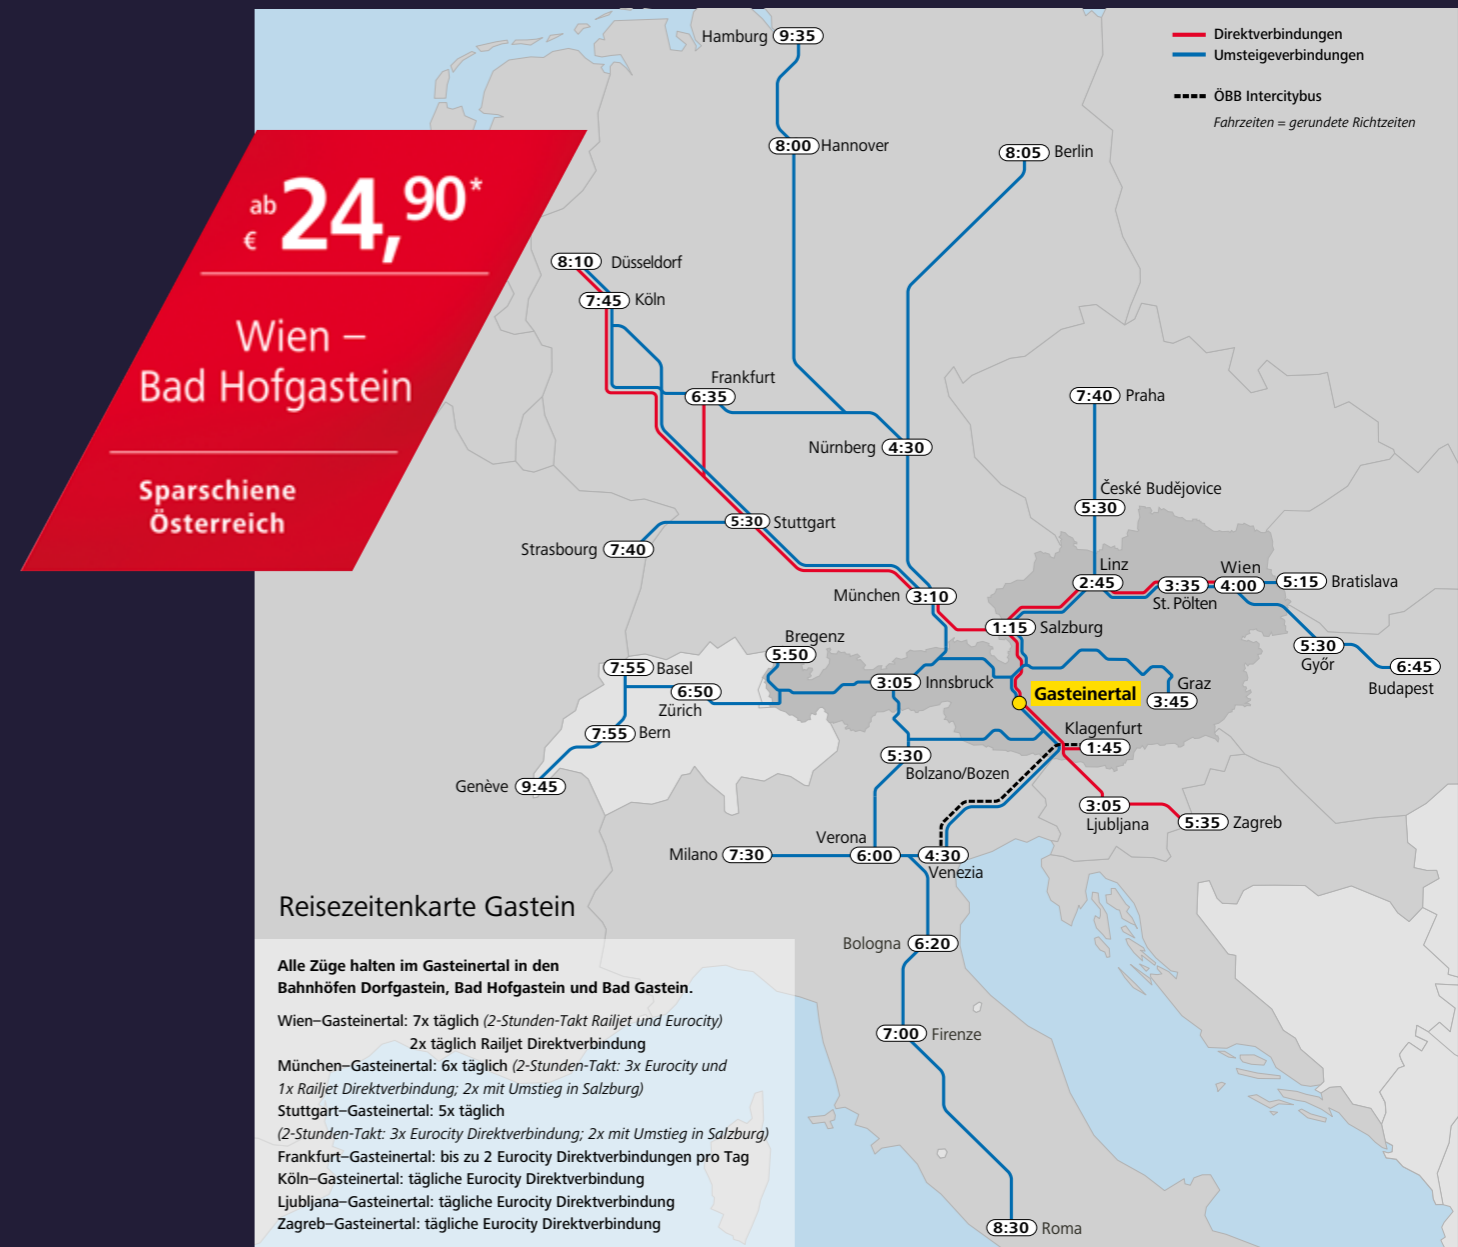 ab
€ 24,90*
Wien –
Bad Hofgastein
Sparschiene
Österreich
Direktverbindungen
Umsteigeverbindungen
ÖBB Intercitybus
Fahrzeiten = gerundete Richtzeiten
Hamburg 9:35
8:00 Hannover
8:05 Berlin
8:10 Düsseldorf
7:45 Köln
Frankfurt
6:35
7:40 Praha
Nürnberg 4:30
České Budějovice
5:30
5:30 Stuttgart
Strasbourg 7:40
Linz
2:45
3:35
St. Pölten
Wien
4:00
5:15 Bratislava
München 3:10
1:15 Salzburg
Bregenz
5:50
5:30
Győr
6:45
Budapest
7:55 Basel
6:50
Zürich
3:05 Innsbruck
Gasteinertal
Graz
3:45
7:55 Bern
Klagenfurt
1:45
5:30
Bolzano/Bozen
Genève 9:45
3:05
Ljubljana
5:35 Zagreb
Verona
Milano 7:30
6:00
4:30
Venezia
Bologna 6:20
7:00 Firenze
8:30 Roma
Reisezeitenkarte Gastein
Alle Züge halten im Gasteinertal in den
Bahnhöfen Dorfgastein, Bad Hofgastein und Bad Gastein.
Wien–Gasteinertal: 7x täglich (2-Stunden-Takt Railjet und Eurocity)
2x täglich Railjet Direktverbindung
München–Gasteinertal: 6x täglich (2-Stunden-Takt: 3x Eurocity und
1x Railjet Direktverbindung; 2x mit Umstieg in Salzburg)
Stuttgart–Gasteinertal: 5x täglich
(2-Stunden-Takt: 3x Eurocity Direktverbindung; 2x mit Umstieg in Salzburg)
Frankfurt–Gasteinertal: bis zu 2 Eurocity Direktverbindungen pro Tag
Köln–Gasteinertal: tägliche Eurocity Direktverbindung
Ljubljana–Gasteinertal: tägliche Eurocity Direktverbindung
Zagreb–Gasteinertal: tägliche Eurocity Direktverbindung